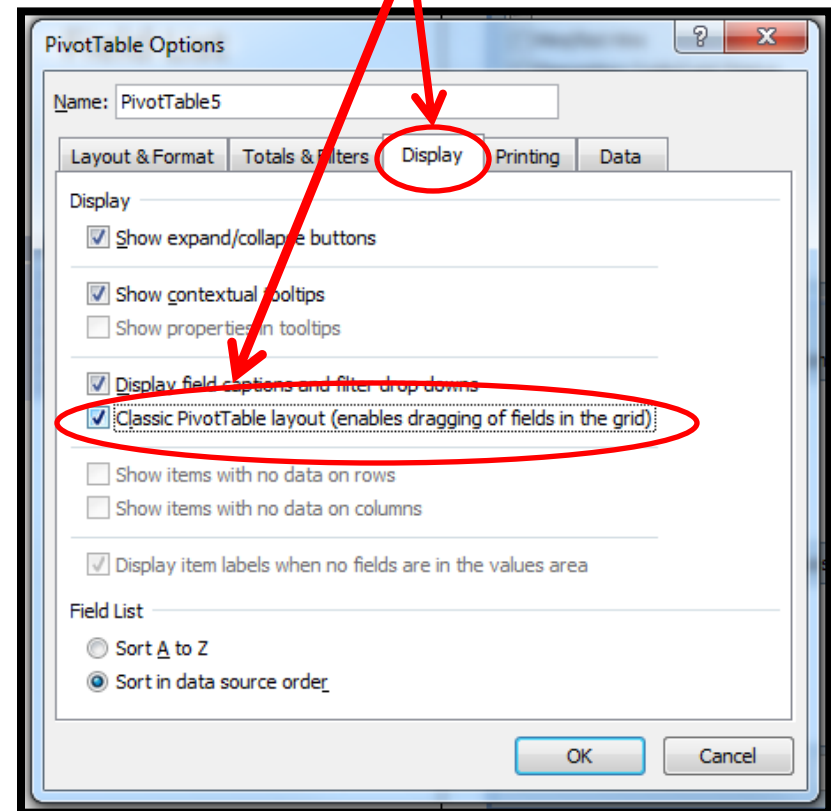 PivotTable Options
Name: PivotTable5
Layout & Format Totals & Filters Display Printing Data
Display
Show expand/collapse buttons
Show contextual tooltips
Show properties in tooltips
Display field captions and filter drop downs
Classic PivotTable layout (enables dragging of fields in the grid)
Show items with no data on rows
Show items with no data on columns
Display item labels when no fields are in the values area
Field List
Sort A to Z
Sort in data source order
OK Cancel